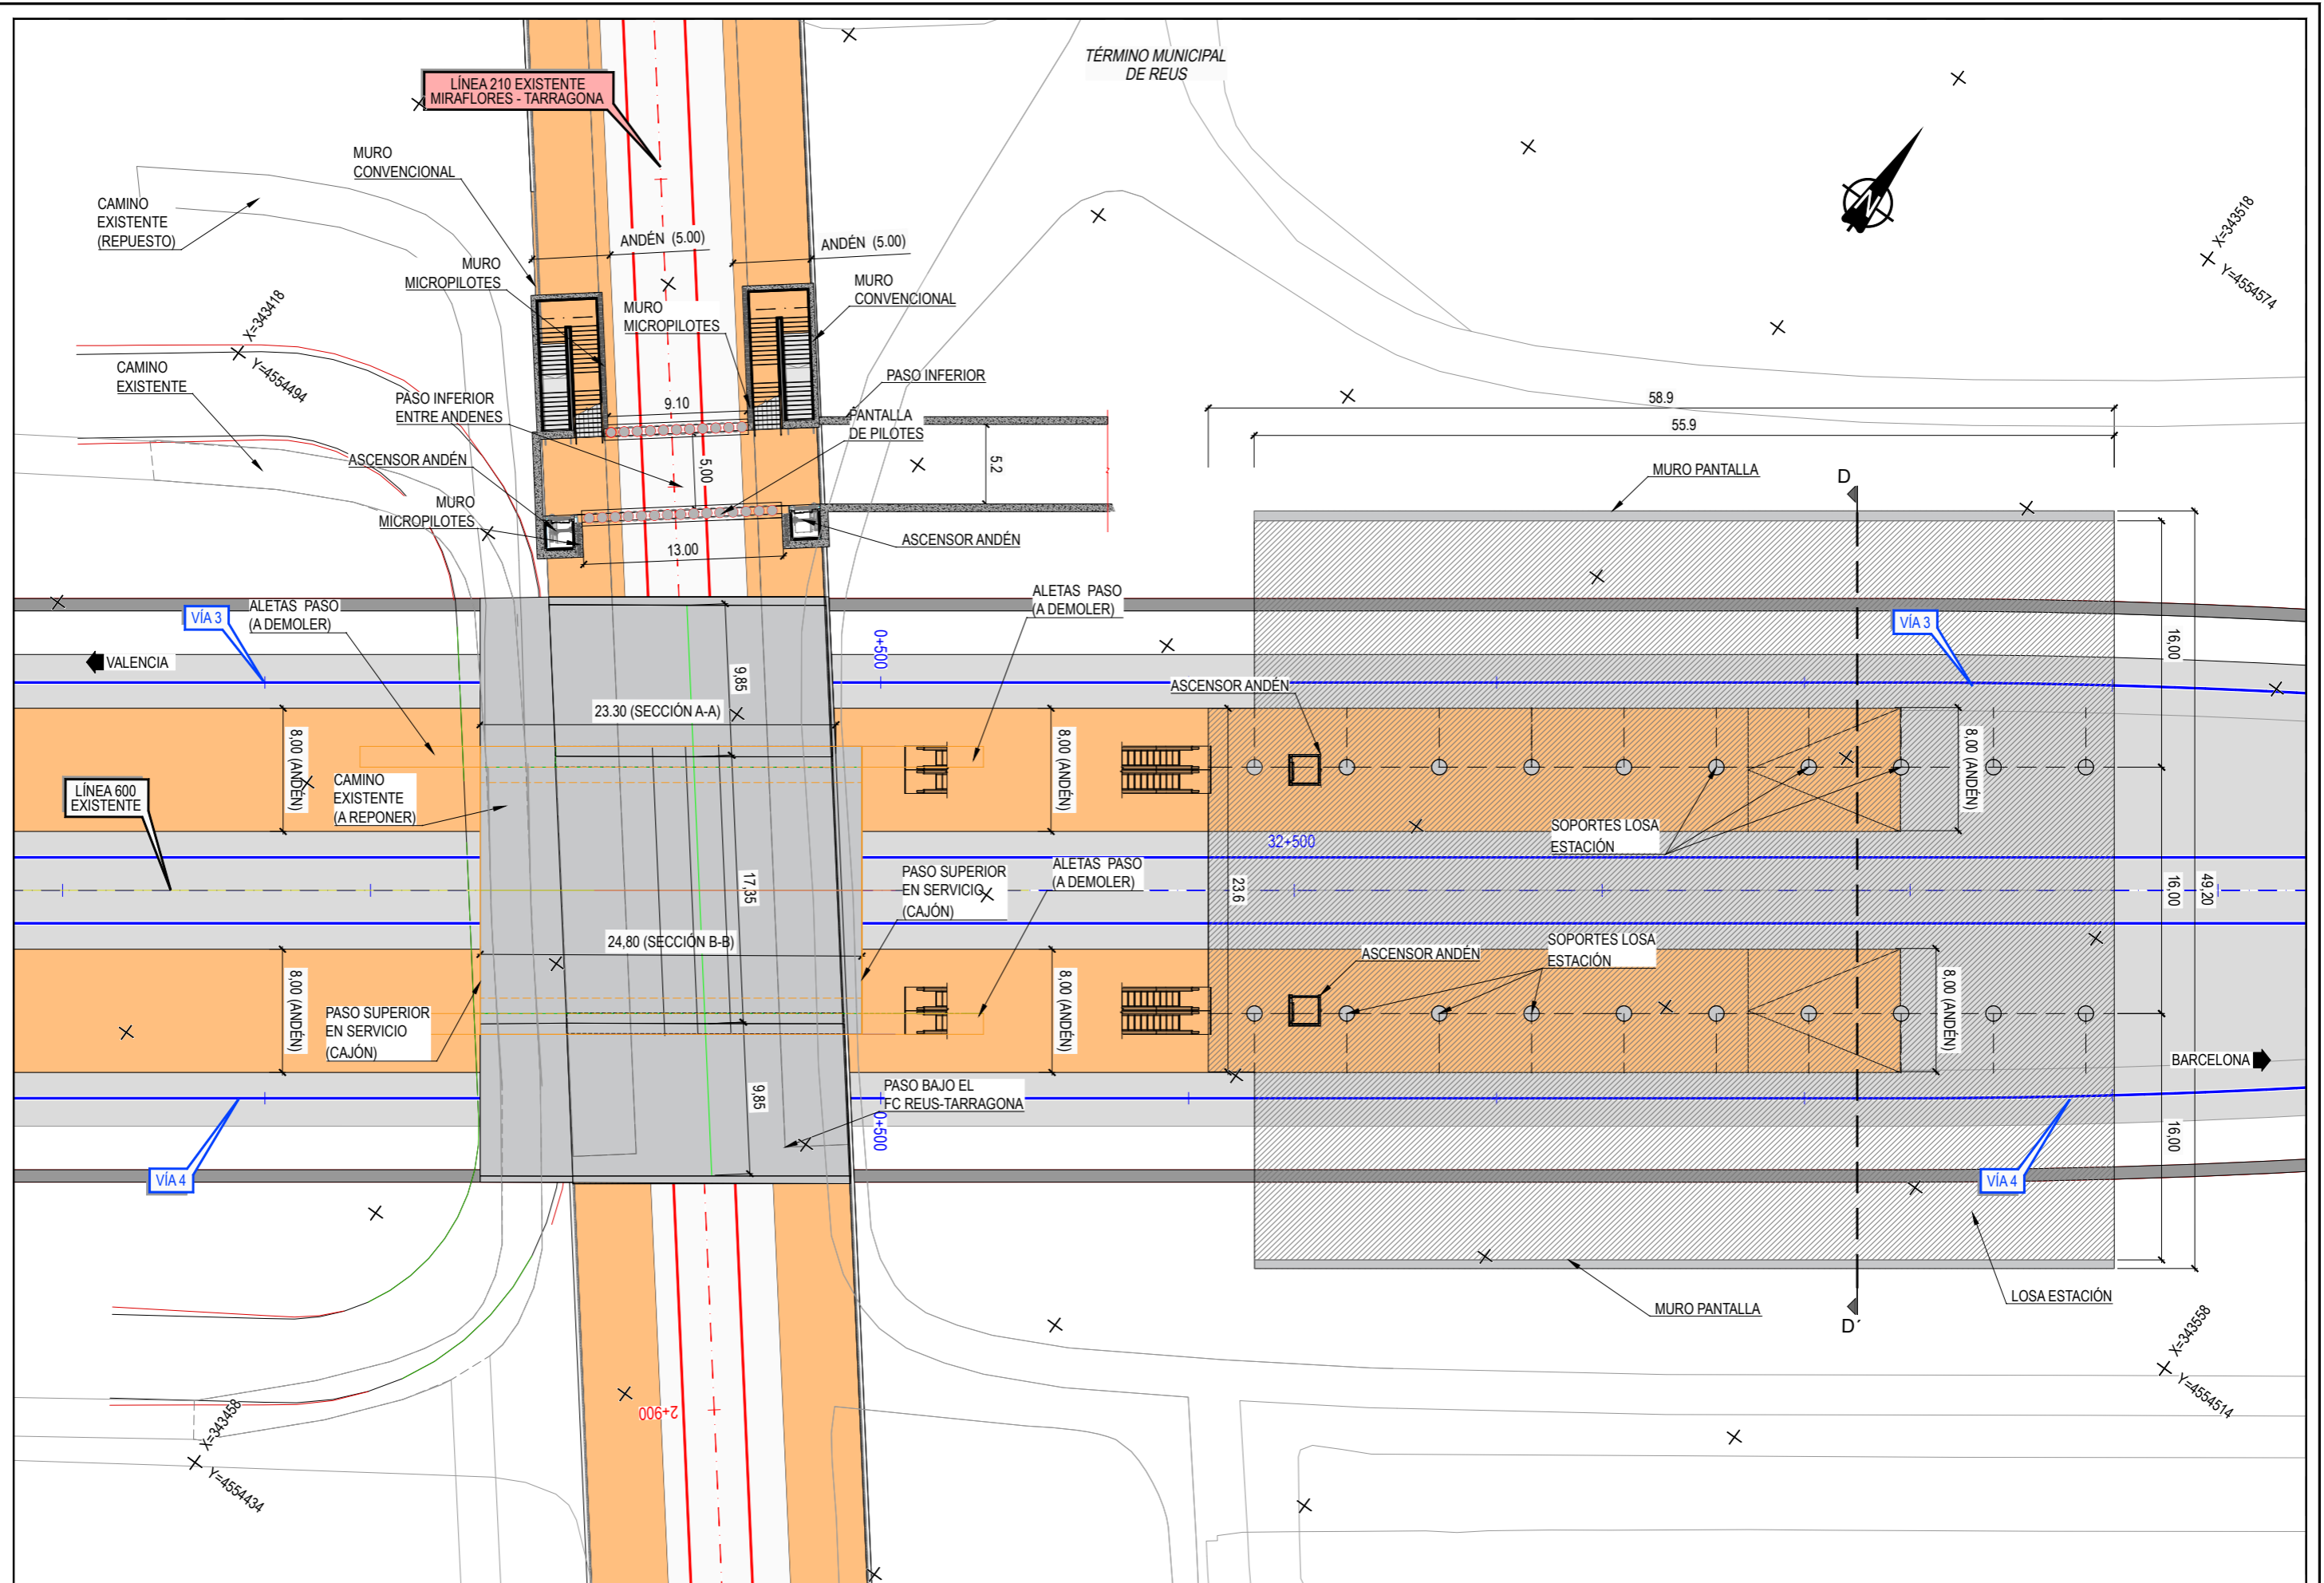 TÉRMINO MUNICIPAL
DE REUS
LÍNEA 210 EXISTENTE
MIRAFLORES - TARRAGONA
MURO
CONVENCIONAL
CAMINO
EXISTENTE
(REPUESTO)
ANDÉN (5.00)
ANDÉN (5.00)
MURO
MICROPILOTES
MURO
CONVENCIONAL
MURO
MICROPILOTES
N
X=343518
Y=4554574
X=343418
Y=4554494
CAMINO
EXISTENTE
PASO INFERIOR
PASO INFERIOR
ENTRE ANDENES
9.10
PANTALLA
DE PILOTES
58.9
55.9
ASCENSOR ANDÉN
5,00
5.2
MURO PANTALLA
D
MURO
MICROPILOTES
13.00
ASCENSOR ANDÉN
ALETAS PASO
(A DEMOLER)
ALETAS PASO
(A DEMOLER)
VÍA 3
VÍA 3
VALENCIA
0+500
16,00
9,85
ASCENSOR ANDÉN
23.30 (SECCIÓN A-A)
8.00 (ANDÉN)
8,00 (ANDÉN)
8,00 (ANDÉN)
LÍNEA 600
EXISTENTE
CAMINO
EXISTENTE
(A REPONER)
SOPORTES LOSA
ESTACIÓN
32+500
PASO SUPERIOR
EN SERVICIO
(CAJÓN)
ALETAS PASO
(A DEMOLER)
17,35
23.6
16,00
49,20
24,80 (SECCIÓN B-B)
SOPORTES LOSA
ESTACIÓN
ASCENSOR ANDÉN
8,00 (ANDÉN)
8,00 (ANDÉN)
8,00 (ANDÉN)
PASO SUPERIOR
EN SERVICIO
(CAJÓN)
BARCELONA
9,85
PASO BAJO EL
FC REUS-TARRAGONA
0+500
16,00
VÍA 4
VÍA 4
LOSA ESTACIÓN
MURO PANTALLA
D´
X=343558
Y=4554514
2+900
X=343458
Y=4554434